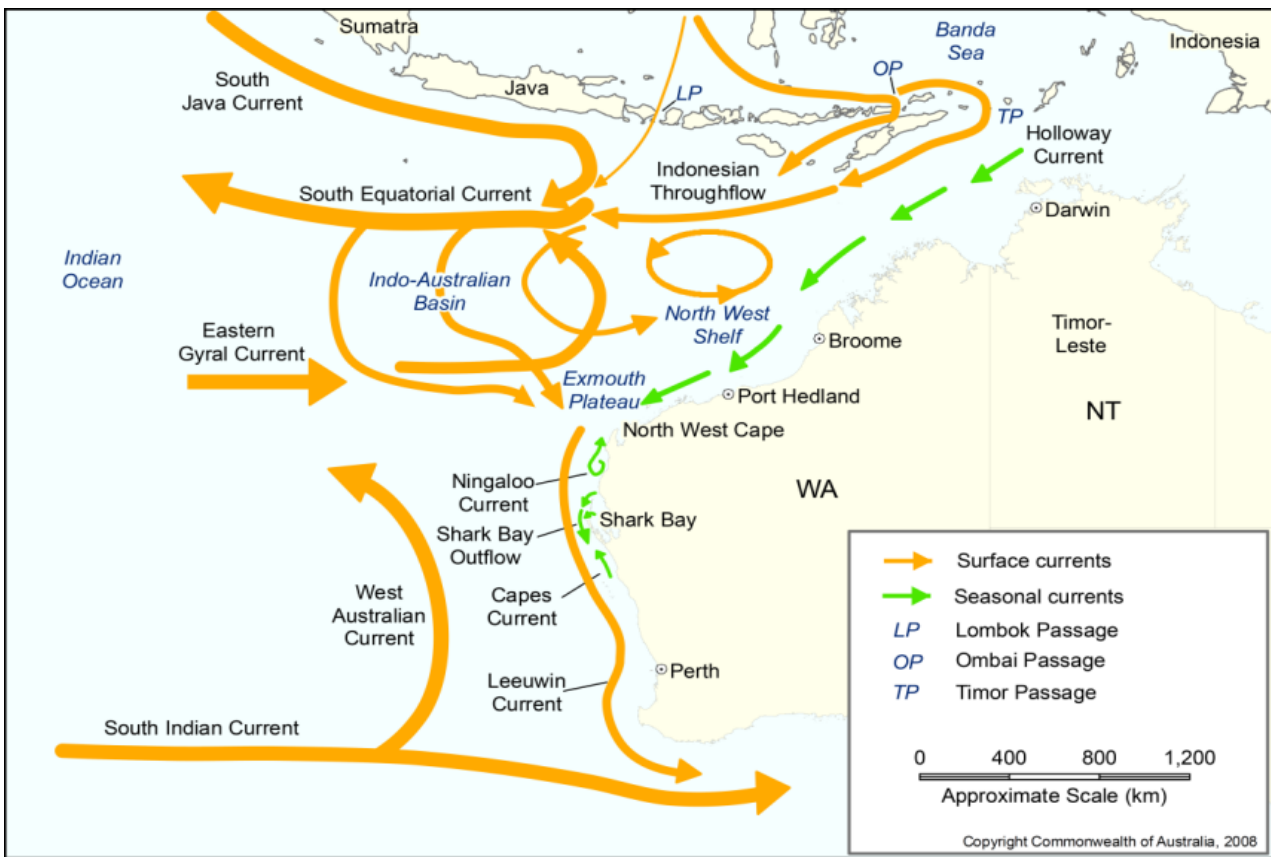 Sumatra
Banda
Sea
Indonesia
South
Java Current
Java
LP
OP
TP
Holloway
Current
Indonesian
Throughflow
South Equatorial Current
Darwin
Indian
Ocean
Indo-Australian
Basin
North West
Shelf
Timor-
Leste
Eastern
Gyral Current
Broome
Exmouth
Plateau
Port Hedland
NT
North West Cape
Ningaloo
Current
WA
Shark Bay
Shark Bay
Outflow
Capes
Current
West
Australian
Current
Perth
Leeuwin
Current
South Indian Current
Surface currents
Seasonal currents
LP Lombok Passage
OP Ombai Passage
TP Timor Passage
0 400 800 1,200
Approximate Scale (km)
Copyright Commonwealth of Australia, 2008